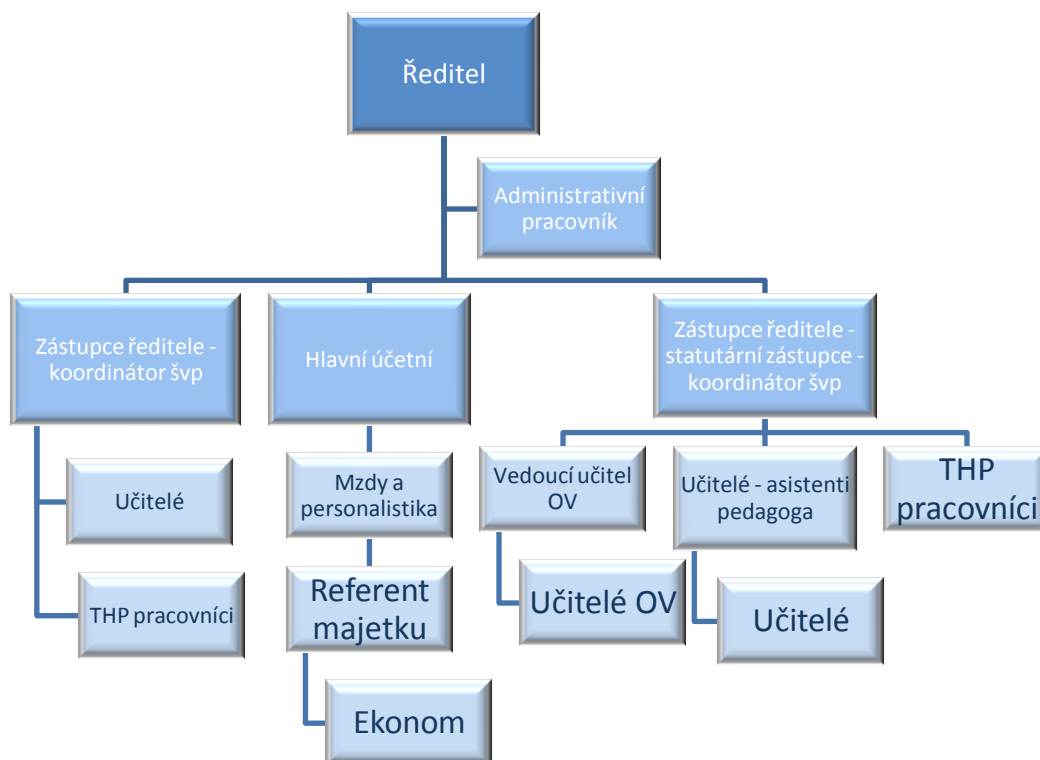 Ředitel
Administrativní
pracovník
Zástupce ředitele -
koordinátor švp
Hlavní účetní
Zástupce ředitele -
statutární zástupce -
koordinátor švp
Učitelé
THP pracovníci
Mzdy a
personalistika
Referent
majetku
Ekonom
Vedoucí učitel
OV
Učitelé OV
Učitelé - asistenti
pedagoga
Učitelé
THP
pracovníci